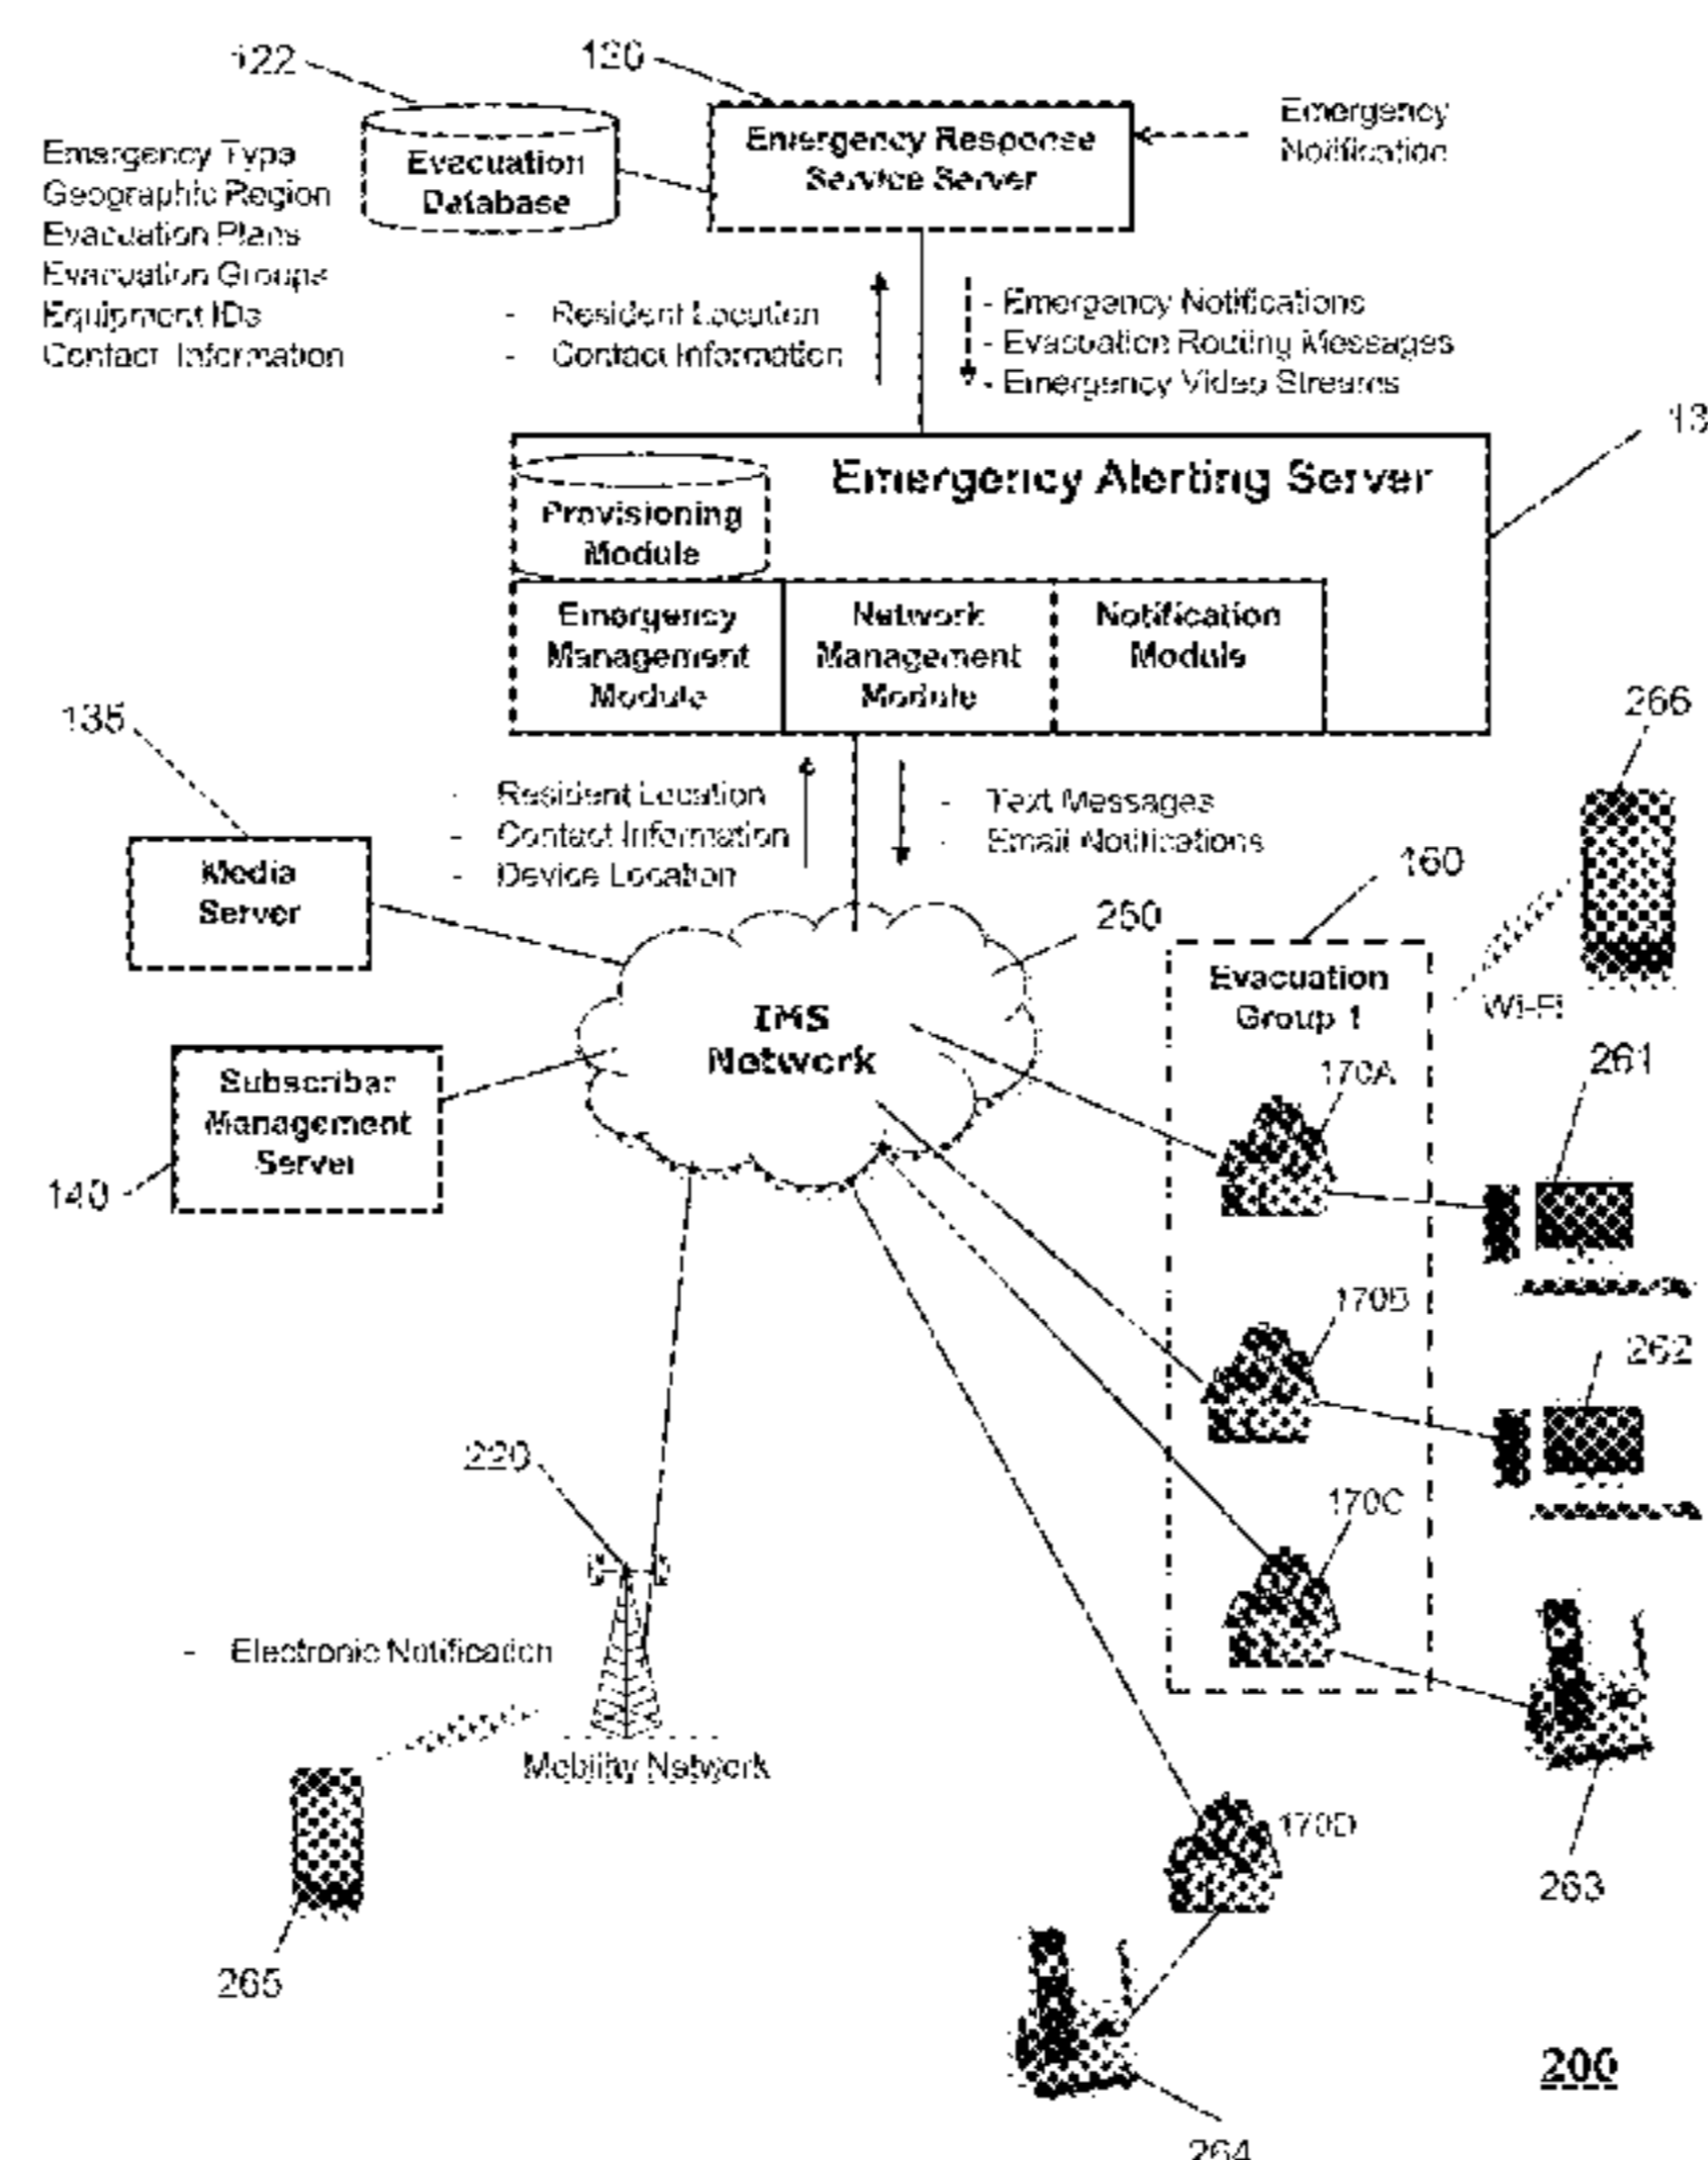 122
120
Emergency
Notification
Emergency Response
Service Server
Evacuation
Database
Emergency Type
Geographic Region
Evacuation Plans
Evacuation Groups
Equipment IDs
Contact Information
- Resident Location
- Contact Information
- Emergency Notifications
- Evacuation Routing Messages
- Emergency Video Streams
13
Emergency Alerting Server
Provisioning
Module
Emergency
Management
Module
Network
Management
Module
Notification
Module
135
266
- Resident Location
- Contact Information
- Device Location
- Text Messages
- Email Notifications
Media
Server
160
250
Evacuation
Group 1
Wi-Fi
IMS
Network
170A
261
Subscriber
Management
Server
140
170B
262
220
170C
- Electronic Notification
Mobility Network
170D
263
265
200
264